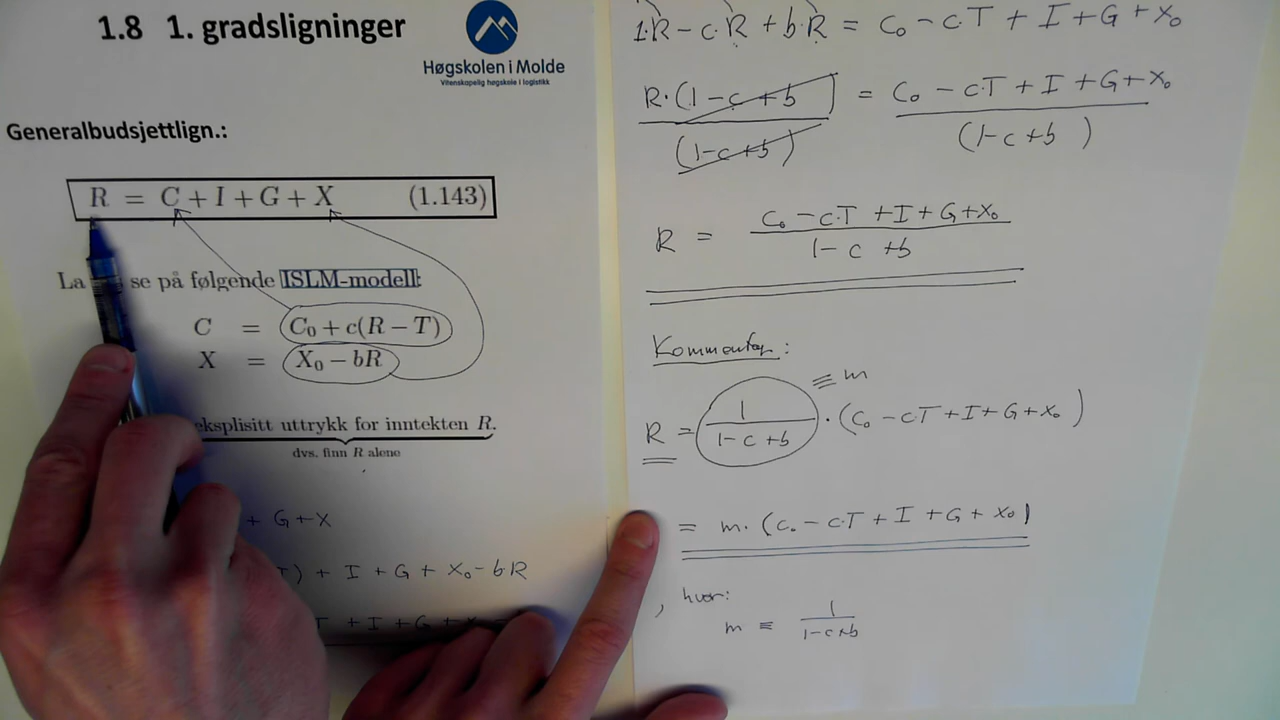 1.8 1. gradsligninger
Høgskolen i Molde
Vitenskapelig høgskole i logistikk
Generalbudsjettlign.:
R = C + I + G + X (1.143)
La se på følgende ISLM-modell:
C = C₀ + c(R − T)
X = X₀ − bR
eksplisitt uttrykk for inntekten R.
dvs. finn R alene
+ G + X
T) + I + G + X₀ - b·R
T + I + G +
1·R - c·R + b·R = C₀ - c·T + I + G + X₀
R·(1 - c + b) = C₀ - c·T + I + G + X₀
(1 - c + b) (1 - c + b)
R = C₀ - c·T + I + G + X₀
1 - c + b
Kommentar:
R = 1 · (C₀ - cT + I + G + X₀) ≡ m
1 - c + b
= m · (C₀ - cT + I + G + X₀)
, hvor:
m ≡ 1
1 - c + b